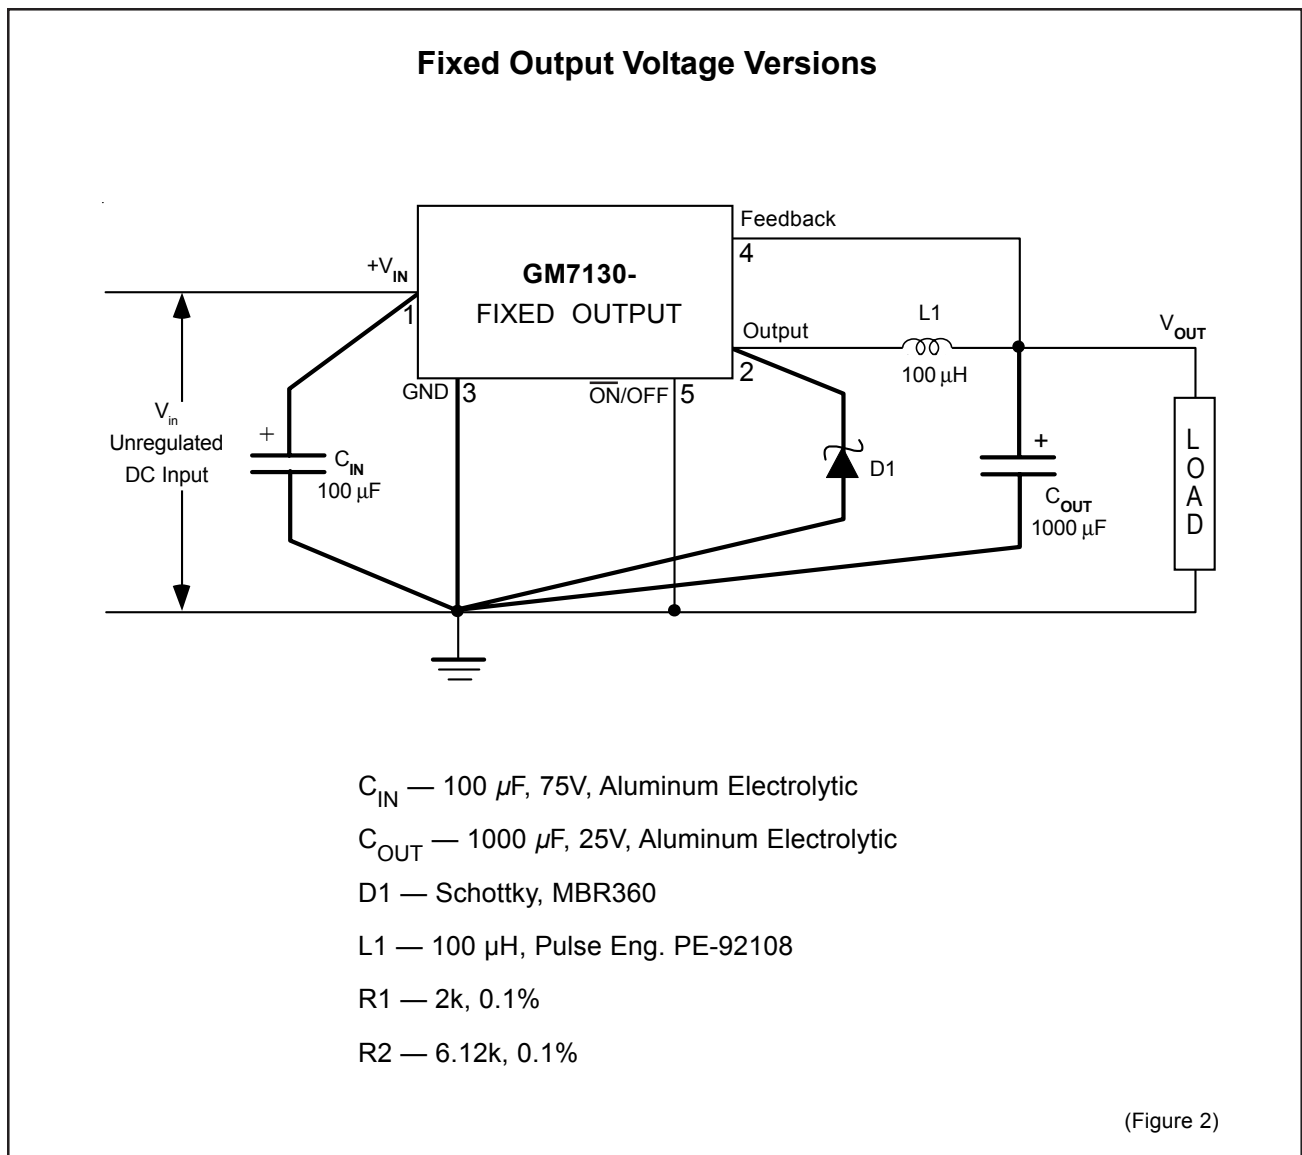 Fixed Output Voltage Versions
Feedback
4
+VIN
GM7130-
1
FIXED OUTPUT
Output
L1
VOUT
2
100 µH
GND 3
ON/OFF 5
Vin
Unregulated
DC Input
+
CIN
100 µF
D1
+
COUT
1000 µF
LOAD
CIN — 100 µF, 75V, Aluminum Electrolytic
COUT — 1000 µF, 25V, Aluminum Electrolytic
D1 — Schottky, MBR360
L1 — 100 µH, Pulse Eng. PE-92108
R1 — 2k, 0.1%
R2 — 6.12k, 0.1%
(Figure 2)